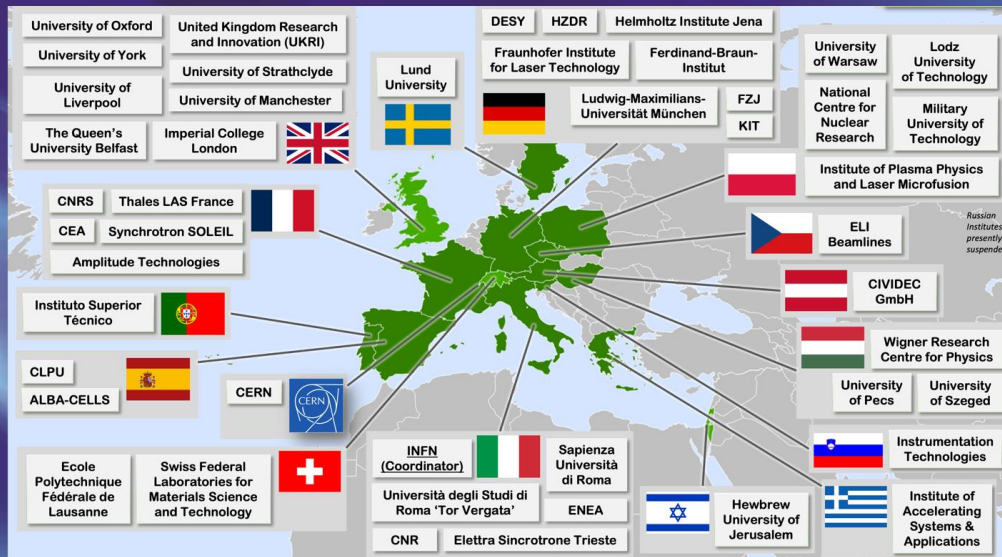 University of Oxford
United Kingdom Research
and Innovation (UKRI)
University of York
University of Strathclyde
University of
Liverpool
University of Manchester
The Queen's
University Belfast
Imperial College
London
Lund
University
DESY
HZDR
Helmholtz Institute Jena
Fraunhofer Institute
for Laser Technology
Ferdinand-Braun-
Institut
Ludwig-Maximilians-
Universität München
FZJ
KIT
University
of Warsaw
Lodz
University
of Technology
National
Centre for
Nuclear
Research
Military
University of
Technology
Institute of Plasma Physics
and Laser Microfusion
CNRS
Thales LAS France
CEA
Synchrotron SOLEIL
Amplitude Technologies
ELI
Beamlines
Russian
Institutes
presently
suspende
CIVIDEC
GmbH
Instituto Superior
Técnico
Wigner Research
Centre for Physics
University
of Pecs
University
of Szeged
CLPU
ALBA-CELLS
CERN
CERN
Instrumentation
Technologies
Ecole
Polytechnique
Fédérale de
Lausanne
Swiss Federal
Laboratories for
Materials Science
and Technology
INFN
(Coordinator)
Sapienza
Università
di Roma
Università degli Studi di
Roma 'Tor Vergata'
ENEA
CNR
Elettra Sincrotrone Trieste
Hewbrew
University of
Jerusalem
Institute of
Accelerating
Systems &
Applications